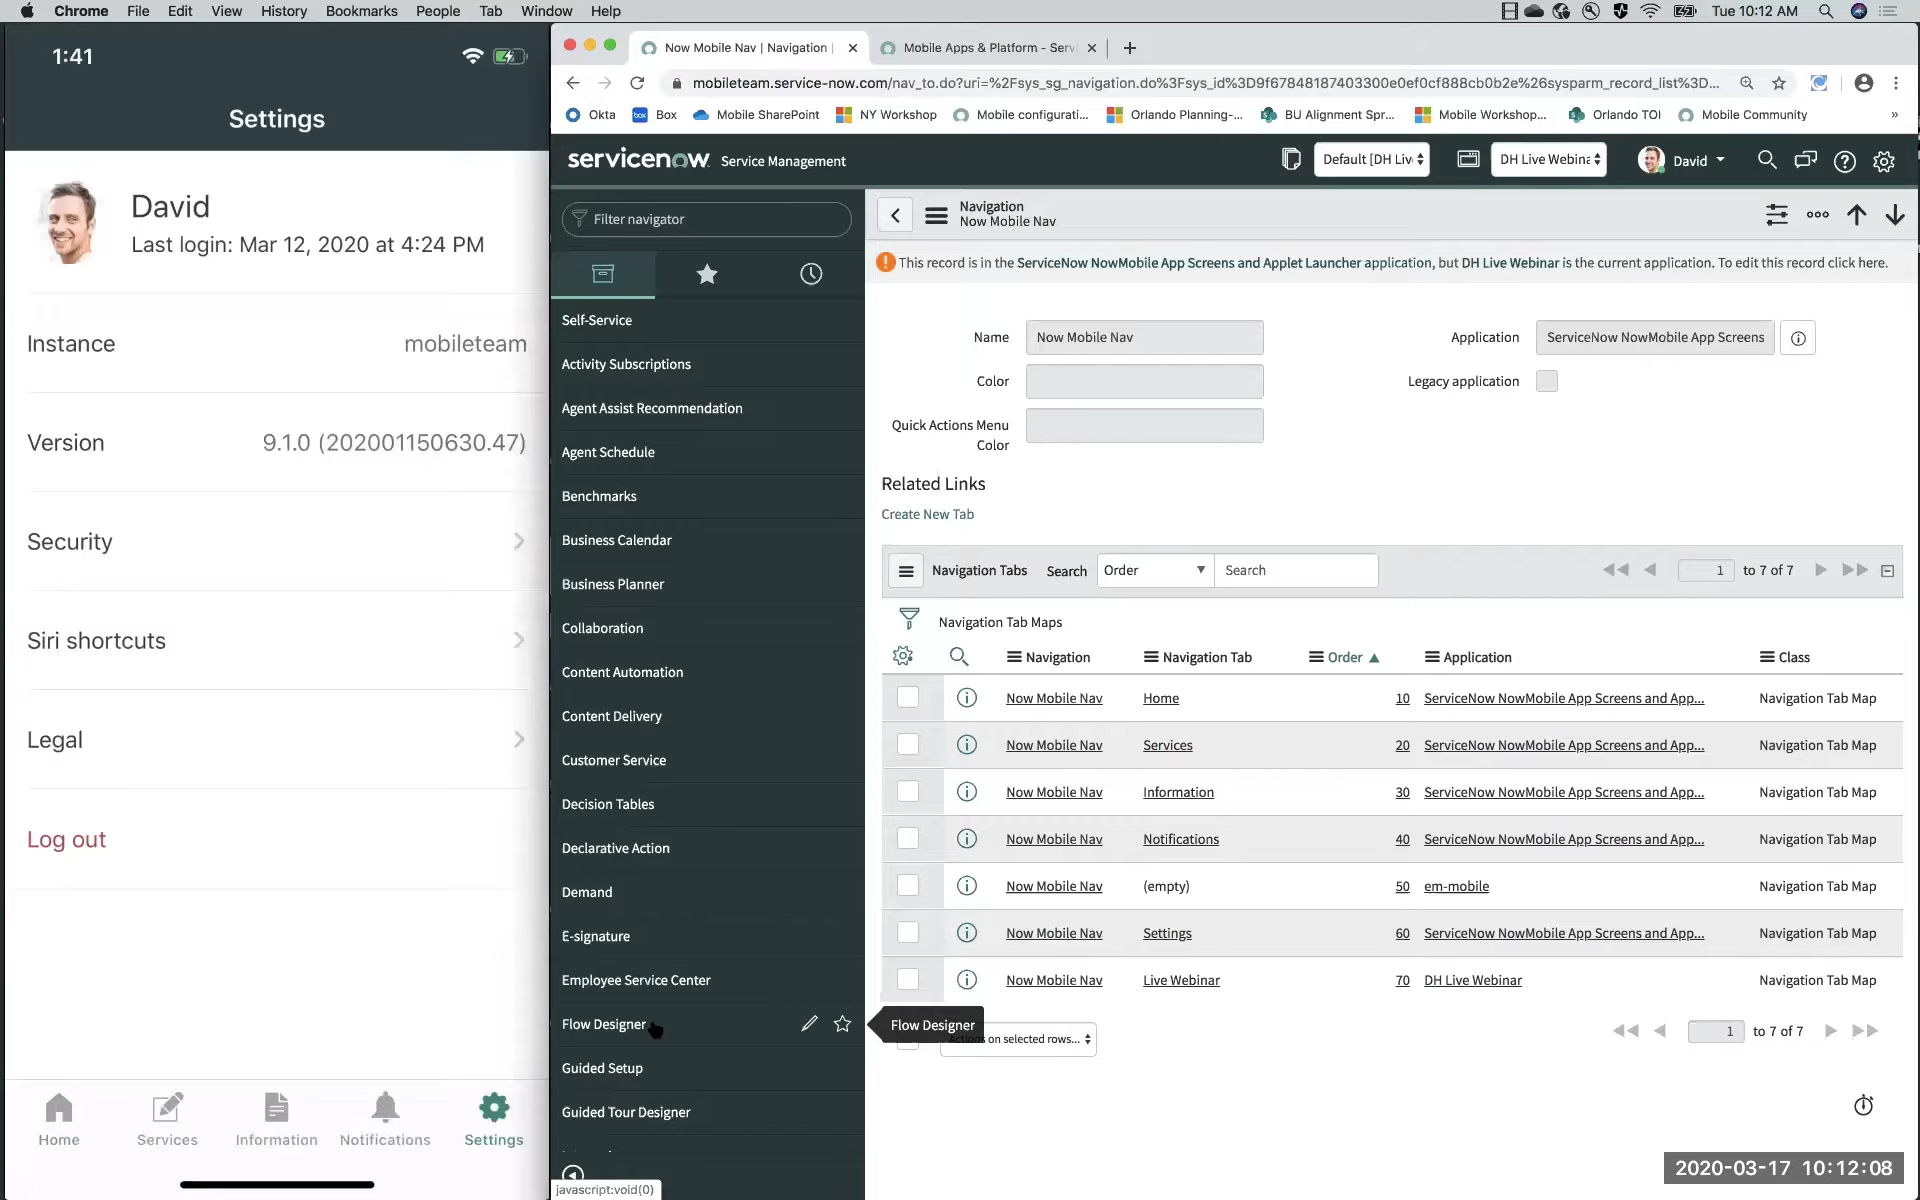 Chrome File Edit View History Bookmarks People Tab Window Help
Tue 10:12 AM
1:41
Settings
David
Last login: Mar 12, 2020 at 4:24 PM
Instance mobileteam
Version 9.1.0 (202001150630.47)
Security
Siri shortcuts
Legal
Log out
Home Services Information Notifications Settings
Now Mobile Nav | Navigation |
Mobile Apps & Platform - Serv
mobileteam.service-now.com/nav_to.do?uri=%2Fsys_sg_navigation.do%3Fsys_id%3D9f67848187403300e0ef0cf888cb0b2e%26sysparm_record_list%3D...
Okta Box Mobile SharePoint NY Workshop Mobile configurati... Orlando Planning-... BU Alignment Spr... Mobile Workshop... Orlando TOI Mobile Community »
servicenow Service Management
Default [DH Liv
DH Live Webina
David
Filter navigator
Self-Service
Activity Subscriptions
Agent Assist Recommendation
Agent Schedule
Benchmarks
Business Calendar
Business Planner
Collaboration
Content Automation
Content Delivery
Customer Service
Decision Tables
Declarative Action
Demand
E-signature
Employee Service Center
Flow Designer
Guided Setup
Guided Tour Designer
javascript:void(0)
Navigation
Now Mobile Nav
This record is in the ServiceNow NowMobile App Screens and Applet Launcher application, but DH Live Webinar is the current application. To edit this record click here.
Name Now Mobile Nav
Application ServiceNow NowMobile App Screens
Color
Legacy application
Quick Actions Menu
Color
Related Links
Create New Tab
Navigation Tabs Search Order Search 1 to 7 of 7
Navigation Tab Maps
Navigation Navigation Tab Order Application Class
Now Mobile Nav Home 10 ServiceNow NowMobile App Screens and App... Navigation Tab Map
Now Mobile Nav Services 20 ServiceNow NowMobile App Screens and App... Navigation Tab Map
Now Mobile Nav Information 30 ServiceNow NowMobile App Screens and App... Navigation Tab Map
Now Mobile Nav Notifications 40 ServiceNow NowMobile App Screens and App... Navigation Tab Map
Now Mobile Nav (empty) 50 em-mobile Navigation Tab Map
Now Mobile Nav Settings 60 ServiceNow NowMobile App Screens and App... Navigation Tab Map
Now Mobile Nav Live Webinar 70 DH Live Webinar Navigation Tab Map
Flow Designer
on selected rows...
1 to 7 of 7
2020-03-17 10:12:08